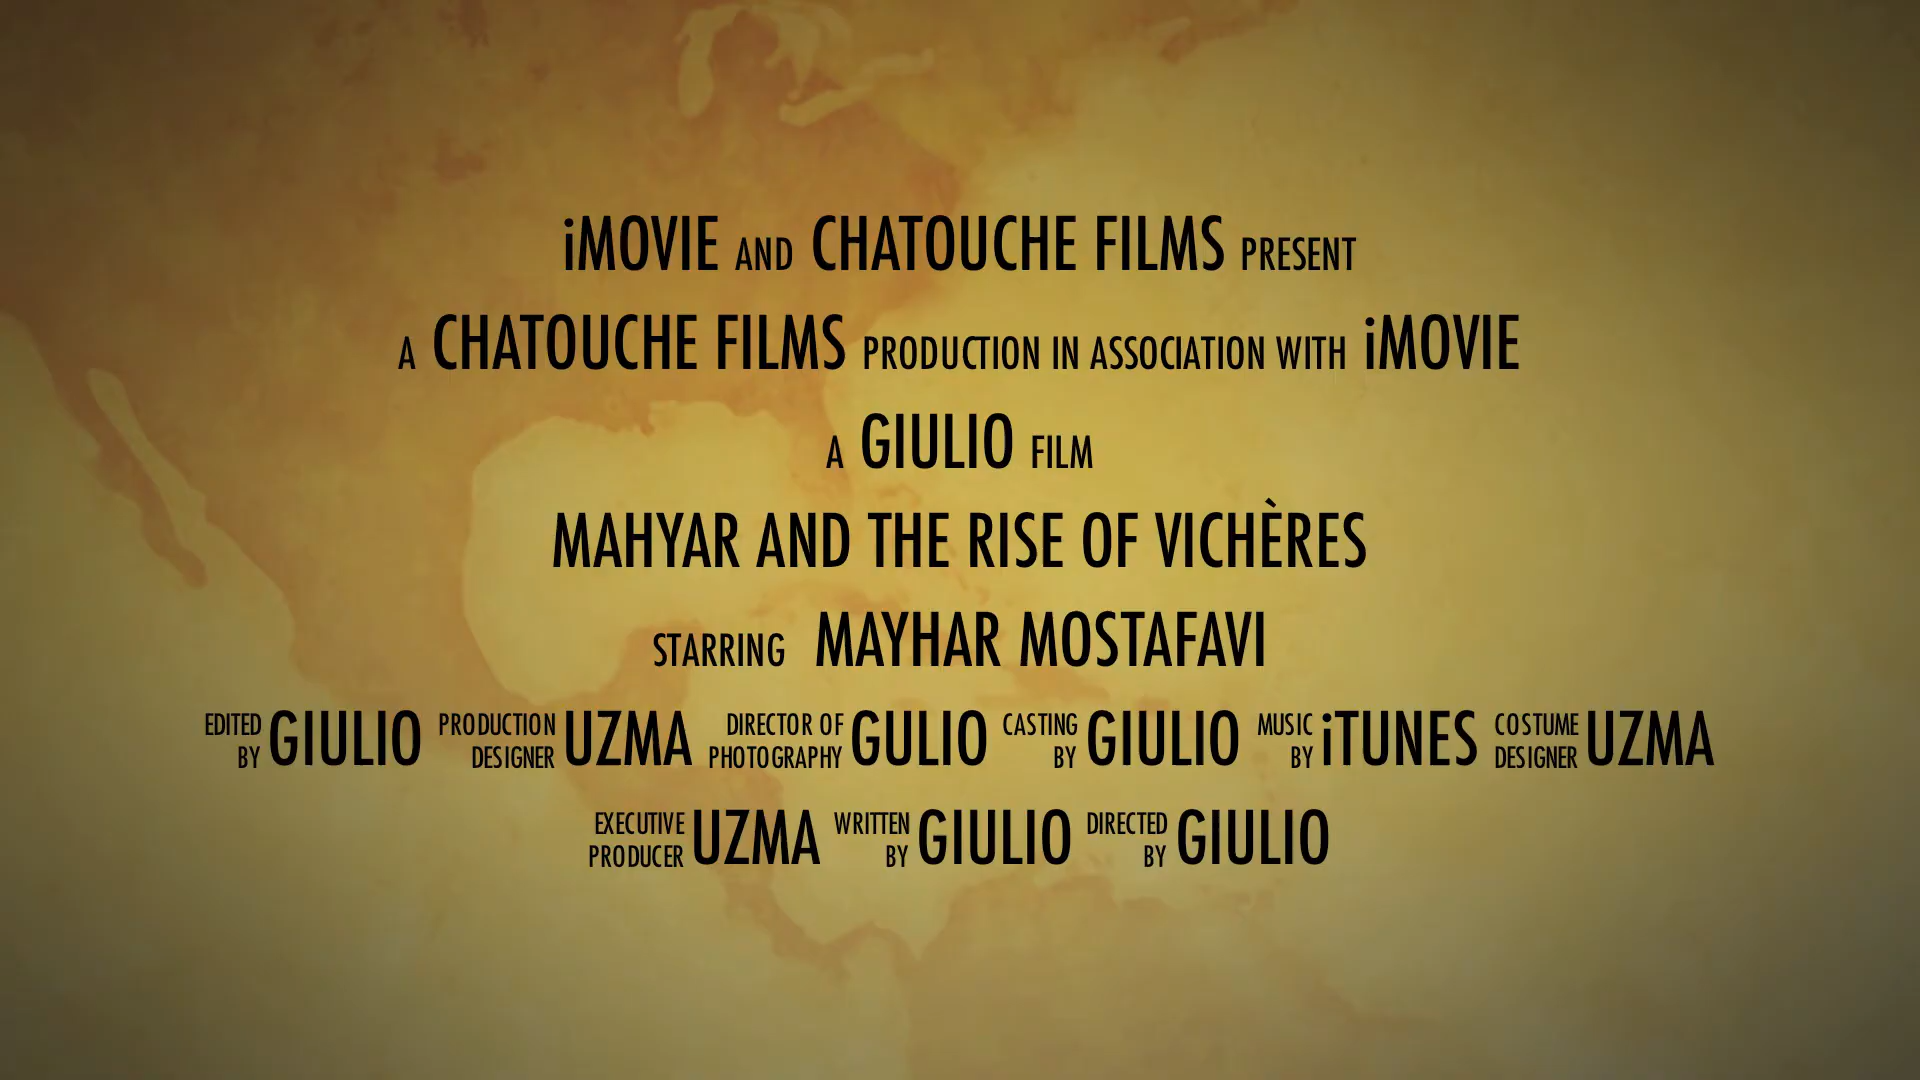 iMOVIE AND CHATOUCHE FILMS PRESENT
A CHATOUCHE FILMS PRODUCTION IN ASSOCIATION WITH iMOVIE
A GIULIO FILM
MAHYAR AND THE RISE OF VICHÈRES
STARRING MAYHAR MOSTAFAVI
EDITED BY GIULIO PRODUCTION DESIGNER UZMA DIRECTOR OF PHOTOGRAPHY GULIO CASTING BY GIULIO MUSIC BY iTUNES COSTUME DESIGNER UZMA
EXECUTIVE PRODUCER UZMA WRITTEN BY GIULIO DIRECTED BY GIULIO